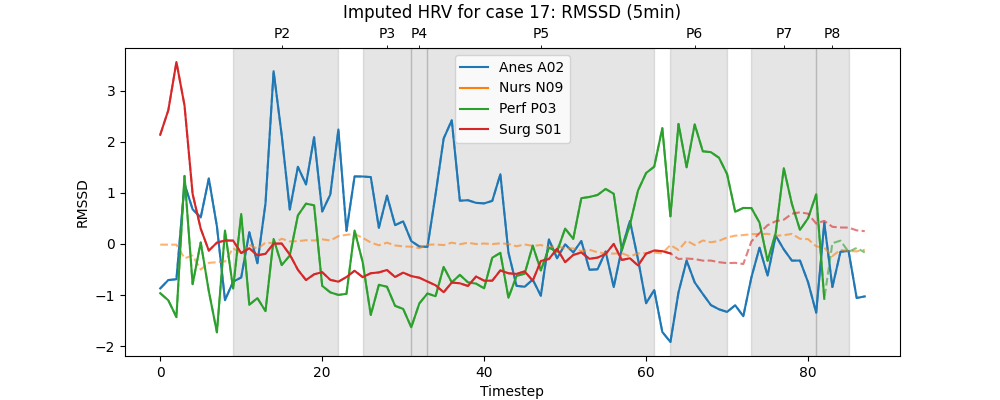 Imputed HRV for case 17: RMSSD (5min)
P2 P3 P4 P5 P6 P7 P8
Anes A02
Nurs N09
Perf P03
Surg S01
RMSSD
3
2
1
0
−1
−2
0 20 40 60 80
Timestep